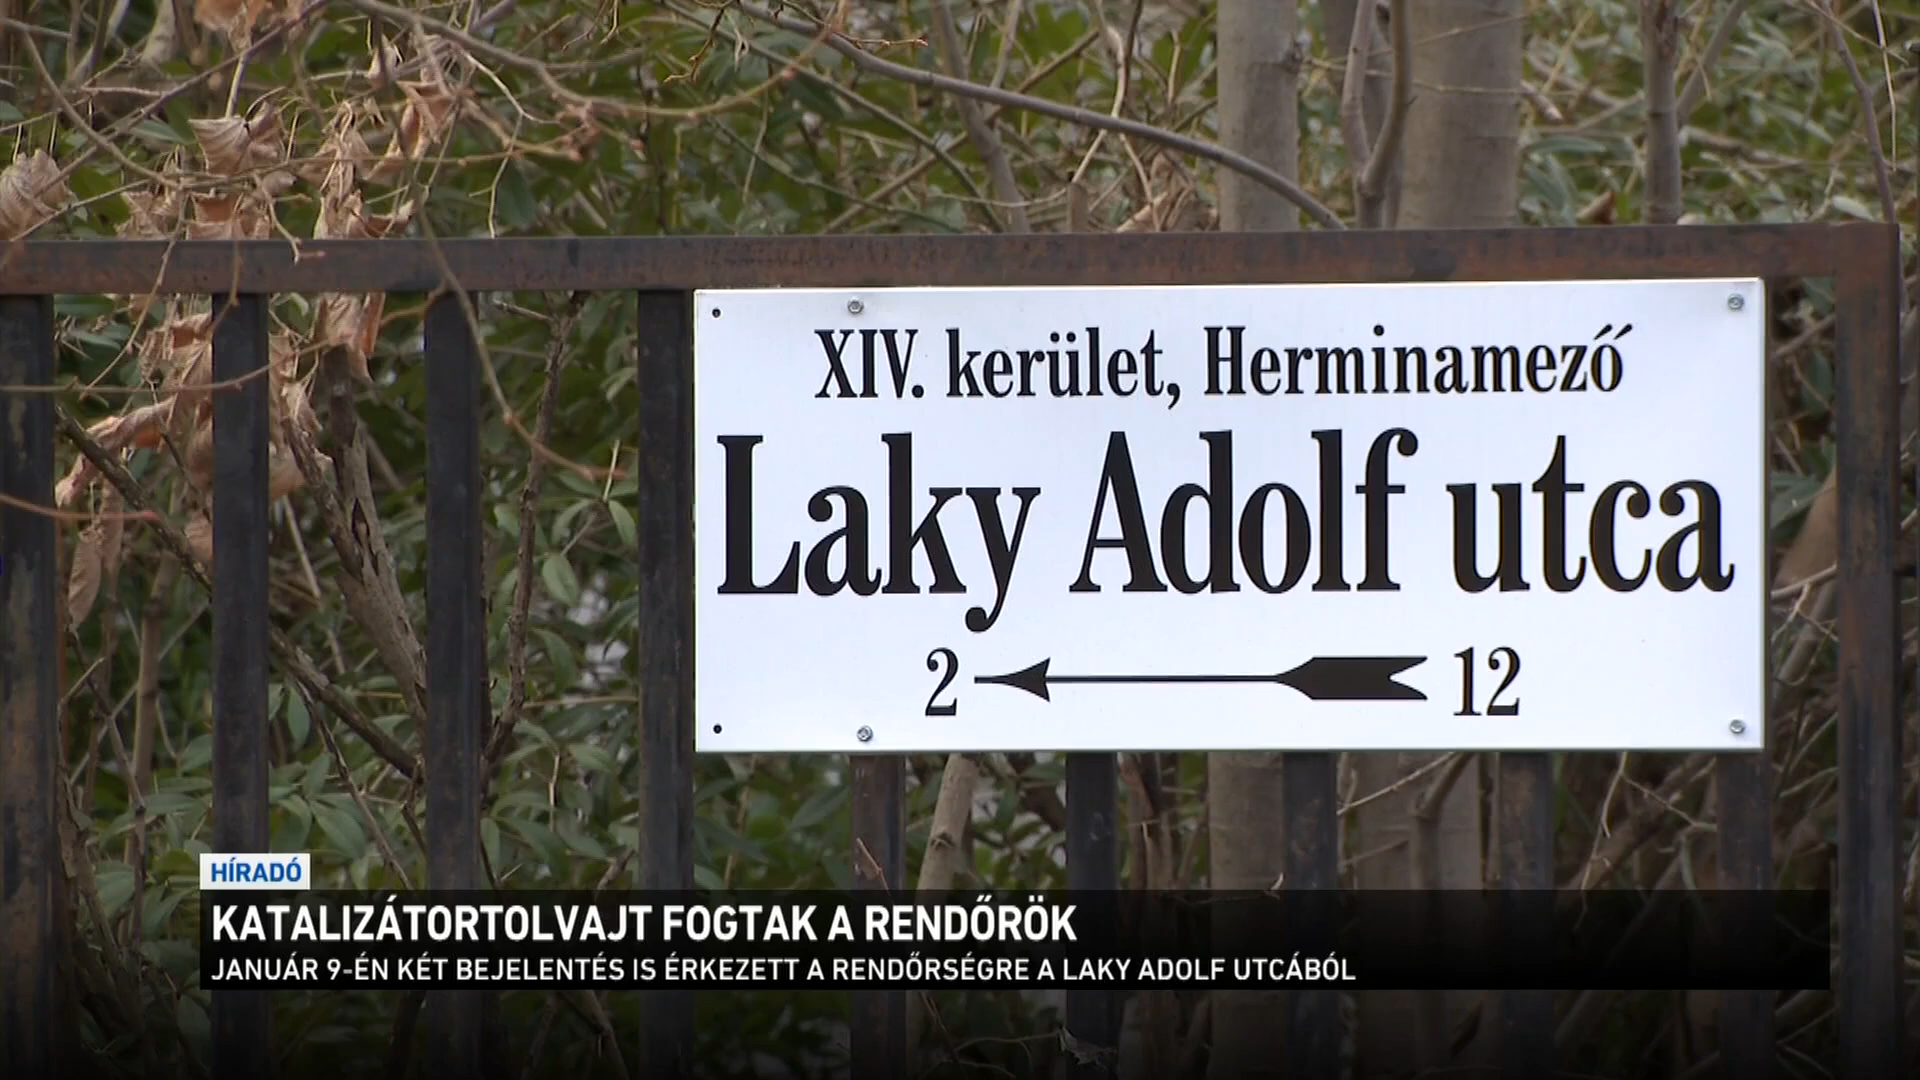 XIV. kerület, Herminamező
Laky Adolf utca
2 12
HÍRADÓ
KATALIZÁTORTOLVAJT FOGTAK A RENDŐRÖK
JANUÁR 9-ÉN KÉT BEJELENTÉS IS ÉRKEZETT A RENDŐRSÉGRE A LAKY ADOLF UTCÁBÓL